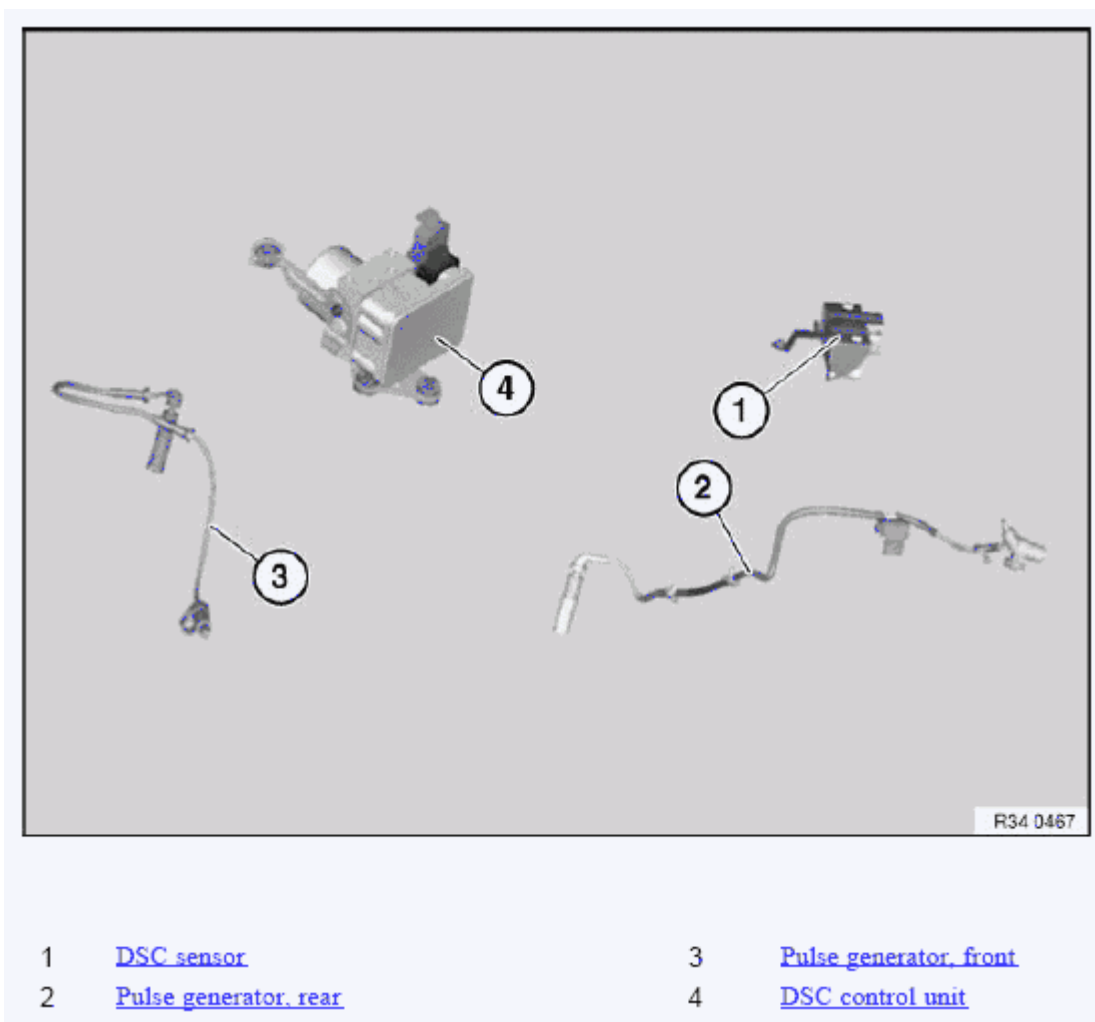 4
1
2
3
R34 0467
1 DSC sensor 3 Pulse generator, front
2 Pulse generator, rear 4 DSC control unit